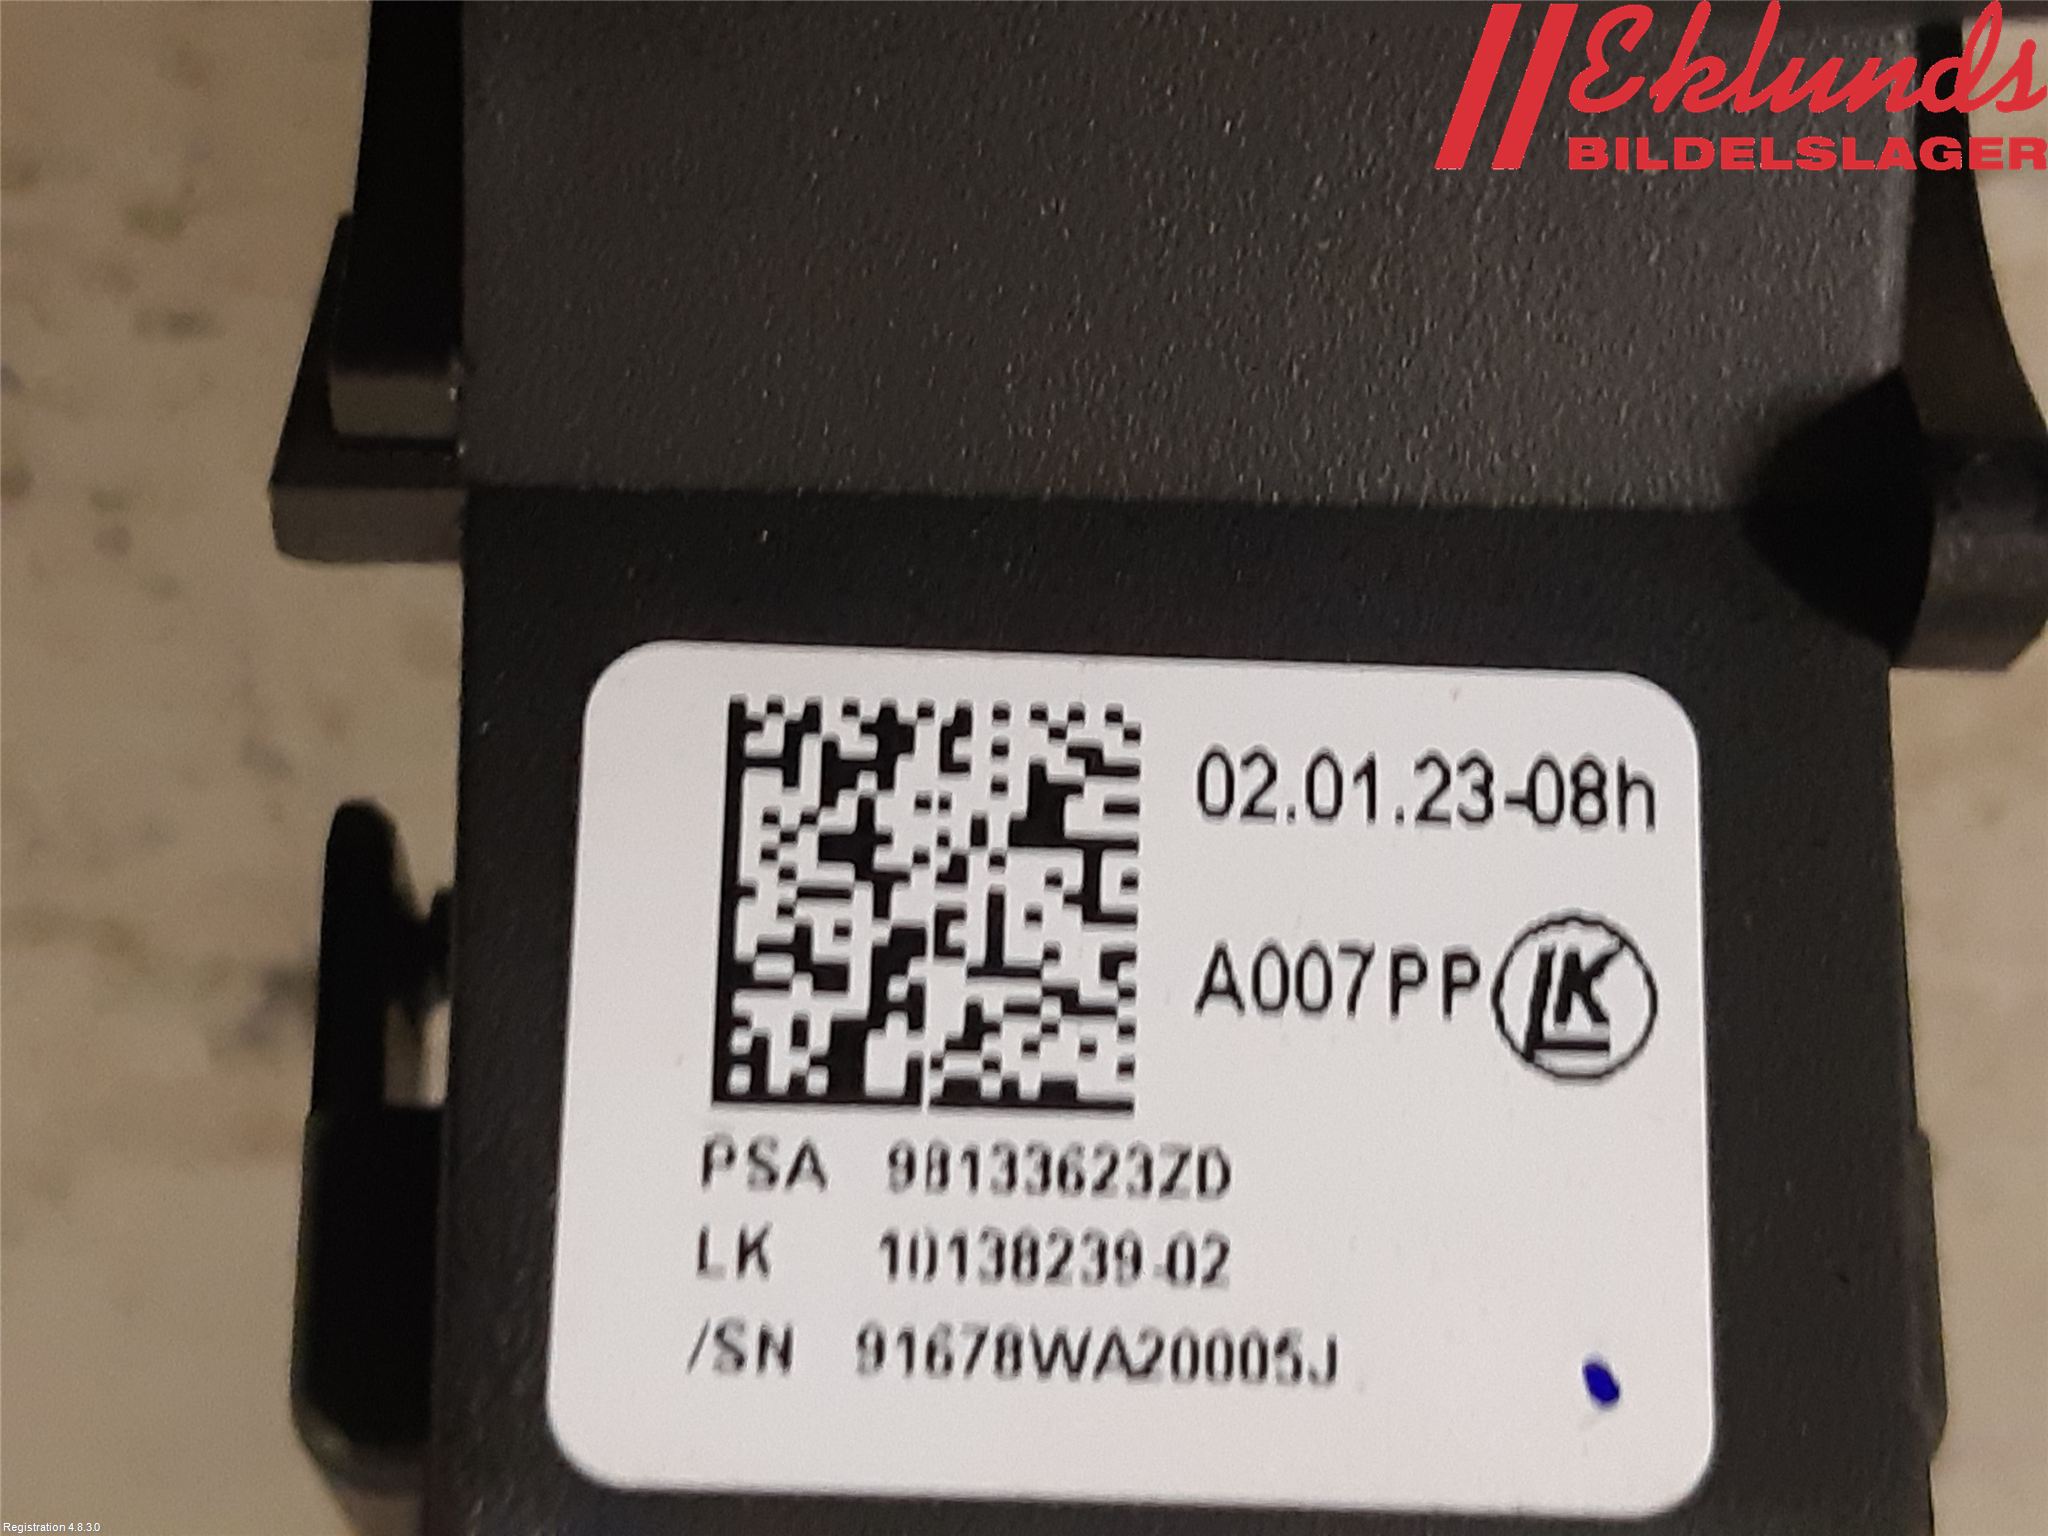 Eklunds
BILDELSLAGER
02.01.23-08h
A007PP LK
PSA 98133623ZD
LK 10138239-02
/SN 91678WA20005J
Registration 4.8.3.0